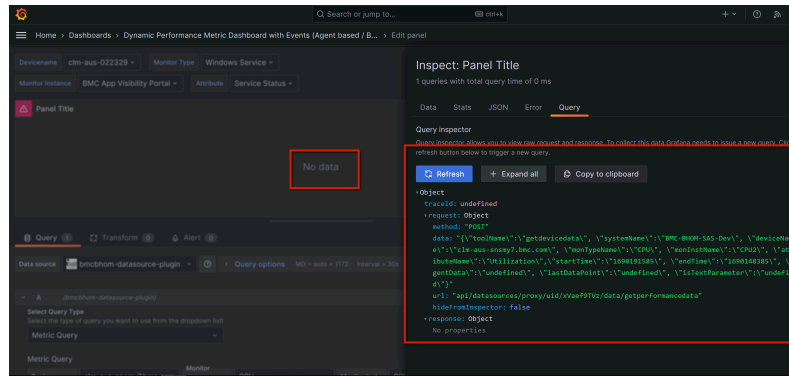 Search or jump to...
ctrl+k
Home › Dashboards › Dynamic Performance Metric Dashboard with Events (Agent based / B... › Edit panel
Devicename
clm-aus-022329
Monitor Type
Windows Service
Monitor Instance
BMC App Visibility Portal
Attribute
Service Status
Panel Title
No data
Query 1
Transform 0
Alert 0
Data source
bmcbhom-datasource-plugin
Query options
MD = auto = 1172
Interval = 30s
A
(bmcbhom-datasource-plugin)
Select Query Type
Select the type of query you want to use from the dropdown list
Metric Query
Metric Query
Monitor
Inspect: Panel Title
1 queries with total query time of 0 ms
Data
Stats
JSON
Error
Query
Query inspector
Query inspector allows you to view raw request and response. To collect this data Grafana needs to issue a new query. Clic
refresh button below to trigger a new query.
Refresh
Expand all
Copy to clipboard
Object
traceId: undefined
request: Object
method: "POST"
data: "{\"toolName\":\"getdevicedata\", \"systemName\":\"BMC-BHOM-SAS-Dev\", \"deviceNam
e\":\"clm-aus-snsmy7.bmc.com\", \"monTypeName\":\"CPU\", \"monInstName\":\"CPU2\", \"at
ibuteName\":\"Utilization\",\"startTime\":\"1690191585\", \"endTime\":\"1690148385\", \
gentData\":\"undefined\", \"lastDataPoint\":\"undefined\", \"isTextParameter\":\"undefi
d\"}"
url: "api/datasources/proxy/uid/xVaef9TVz/data/getperformancedata"
hideFromInspector: false
response: Object
No properties